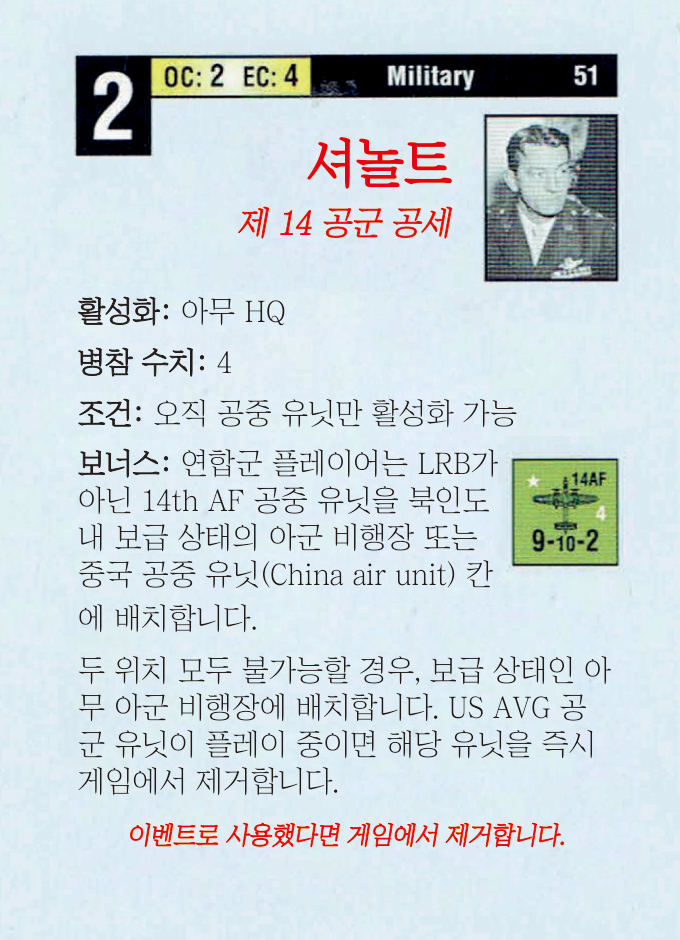 2
OC: 2 EC: 4 Military 51
셔놀트
제 14 공군 공세
활성화: 아무 HQ
병참 수치: 4
조건: 오직 공중 유닛만 활성화 가능
보너스: 연합군 플레이어는 LRB가
아닌 14th AF 공중 유닛을 북인도
내 보급 상태의 아군 비행장 또는
중국 공중 유닛(China air unit) 칸
에 배치합니다.
14AF
4
9-10-2
두 위치 모두 불가능할 경우, 보급 상태인 아
무 아군 비행장에 배치합니다. US AVG 공
군 유닛이 플레이 중이면 해당 유닛을 즉시
게임에서 제거합니다.
이벤트로 사용했다면 게임에서 제거합니다.